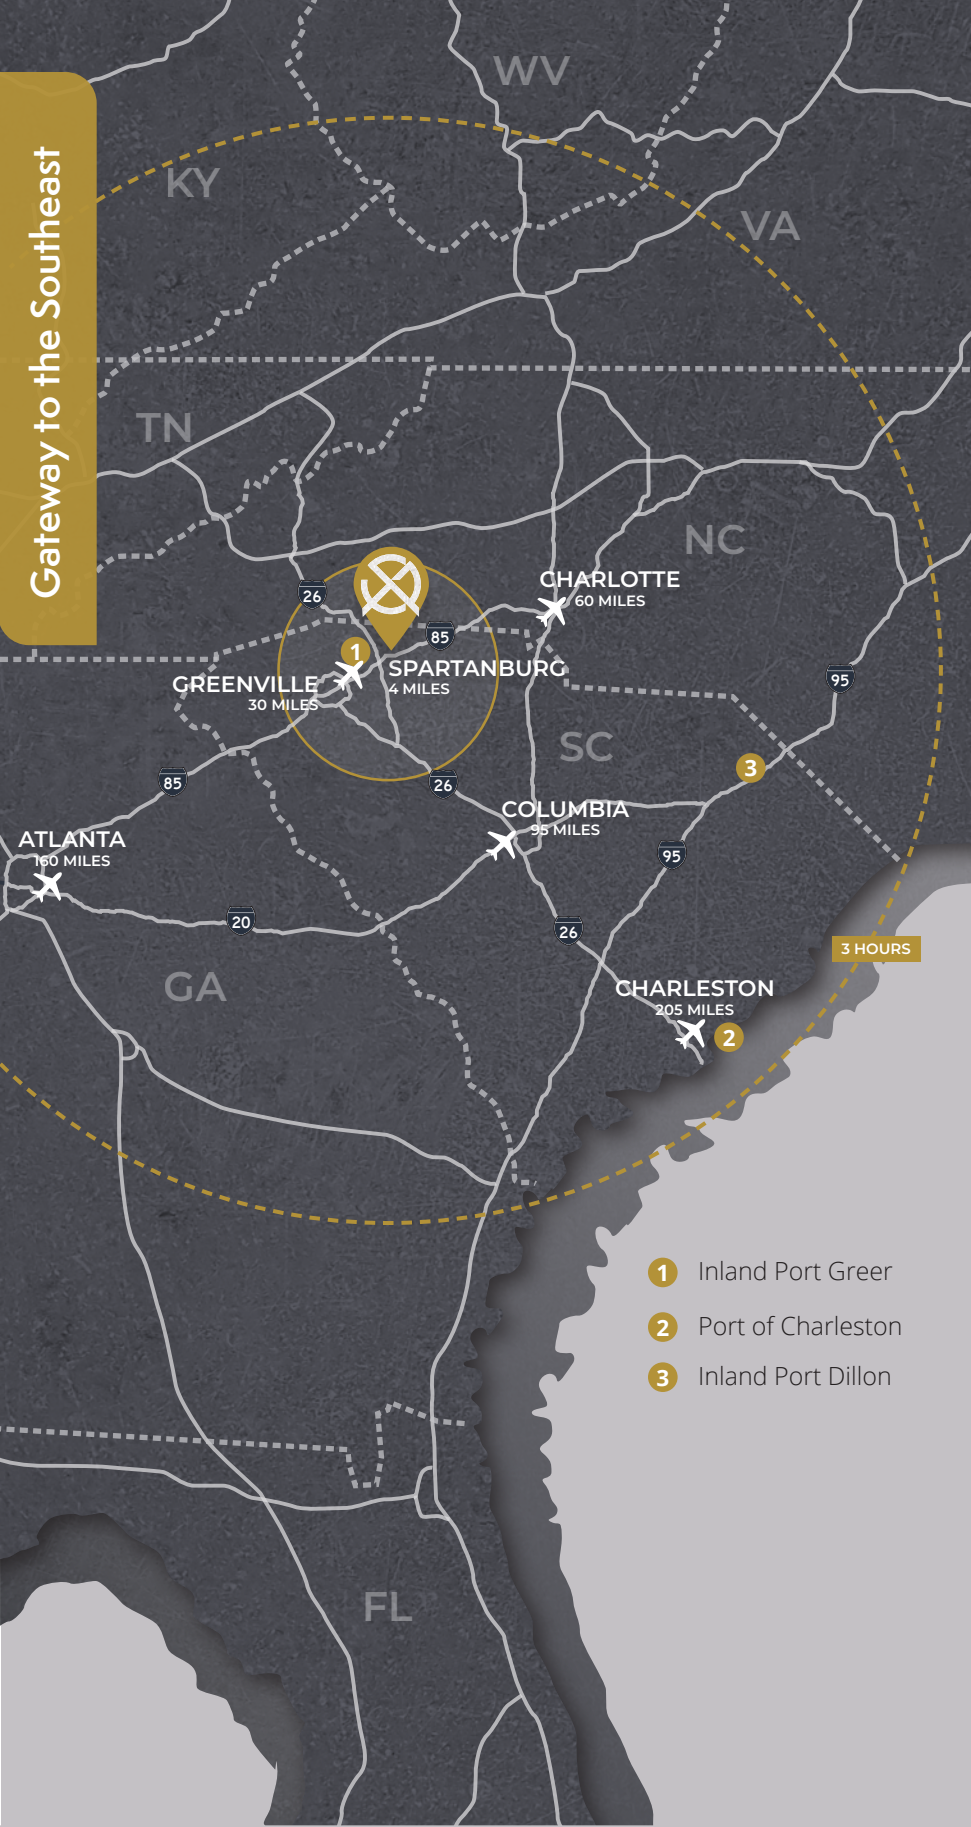 Gateway to the Southeast
WV
KY
VA
TN
NC
CHARLOTTE
60 MILES
26
85
1
SPARTANBURG
4 MILES
GREENVILLE
30 MILES
95
SC
3
85
26
COLUMBIA
95 MILES
ATLANTA
160 MILES
95
20
26
3 HOURS
GA
CHARLESTON
205 MILES
2
1 Inland Port Greer
2 Port of Charleston
3 Inland Port Dillon
FL